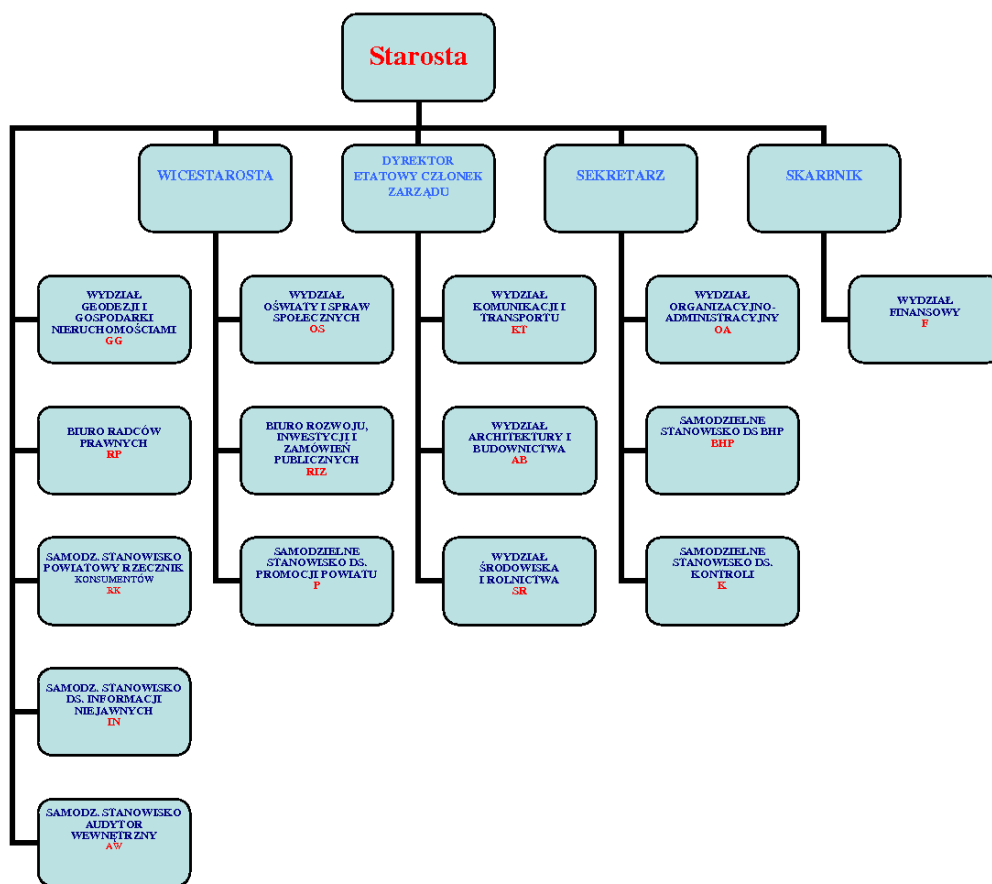 Starosta
WICESTAROSTA
DYREKTOR
ETATOWY CZŁONEK
ZARZĄDU
SEKRETARZ
SKARBNIK
WYDZIAŁ
GEODEZJI I
GOSPODARKI
NIERUCHOMOŚCIAMI
GG
WYDZIAŁ
OŚWIATY I SPRAW
SPOŁECZNYCH
OS
WYDZIAŁ
KOMUNIKACJI I
TRANSPORTU
KT
WYDZIAŁ
ORGANIZACYJNO-
ADMINISTRACYJNY
OA
WYDZIAŁ
FINANSOWY
F
BIURO RADCÓW
PRAWNYCH
RP
BIURO ROZWOJU,
INWESTYCJI I
ZAMÓWIEŃ
PUBLICZNYCH
RIZ
WYDZIAŁ
ARCHITEKTURY I
BUDOWNICTWA
AB
SAMODZIELNE
STANOWISKO DS BHP
BHP
SAMODZ. STANOWISKO
POWIATOWY RZECZNIK
KONSUMENTÓW
RK
SAMODZIELNE
STANOWISKO DS.
PROMOCJI POWIATU
P
WYDZIAŁ
ŚRODOWISKA
I ROLNICTWA
SR
SAMODZIELNE
STANOWISKO DS.
KONTROLI
K
SAMODZ. STANOWISKO
DS. INFORMACJI
NIEJAWNYCH
IN
SAMODZ. STANOWISKO
AUDYTOR
WEWNĘTRZNY
AW